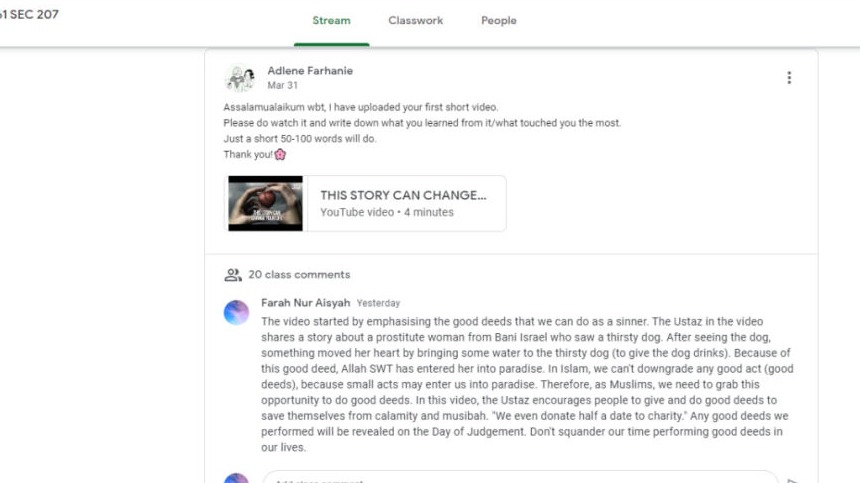 61 SEC 207
Stream Classwork People
Adlene Farhanie
Mar 31
Assalamualaikum wbt, I have uploaded your first short video.
Please do watch it and write down what you learned from it/what touched you the most.
Just a short 50-100 words will do.
Thank you!🌸
THIS STORY CAN CHANGE...
YouTube video • 4 minutes
20 class comments
Farah Nur Aisyah Yesterday
The video started by emphasising the good deeds that we can do as a sinner. The Ustaz in the video
shares a story about a prostitute woman from Bani Israel who saw a thirsty dog. After seeing the dog,
something moved her heart by bringing some water to the thirsty dog (to give the dog drinks). Because of
this good deed, Allah SWT has entered her into paradise. In Islam, we can't downgrade any good act (good
deeds), because small acts may enter us into paradise. Therefore, as Muslims, we need to grab this
opportunity to do good deeds. In this video, the Ustaz encourages people to give and do good deeds to
save themselves from calamity and musibah. "We even donate half a date to charity." Any good deeds we
performed will be revealed on the Day of Judgement. Don't squander our time performing good deeds in
our lives.